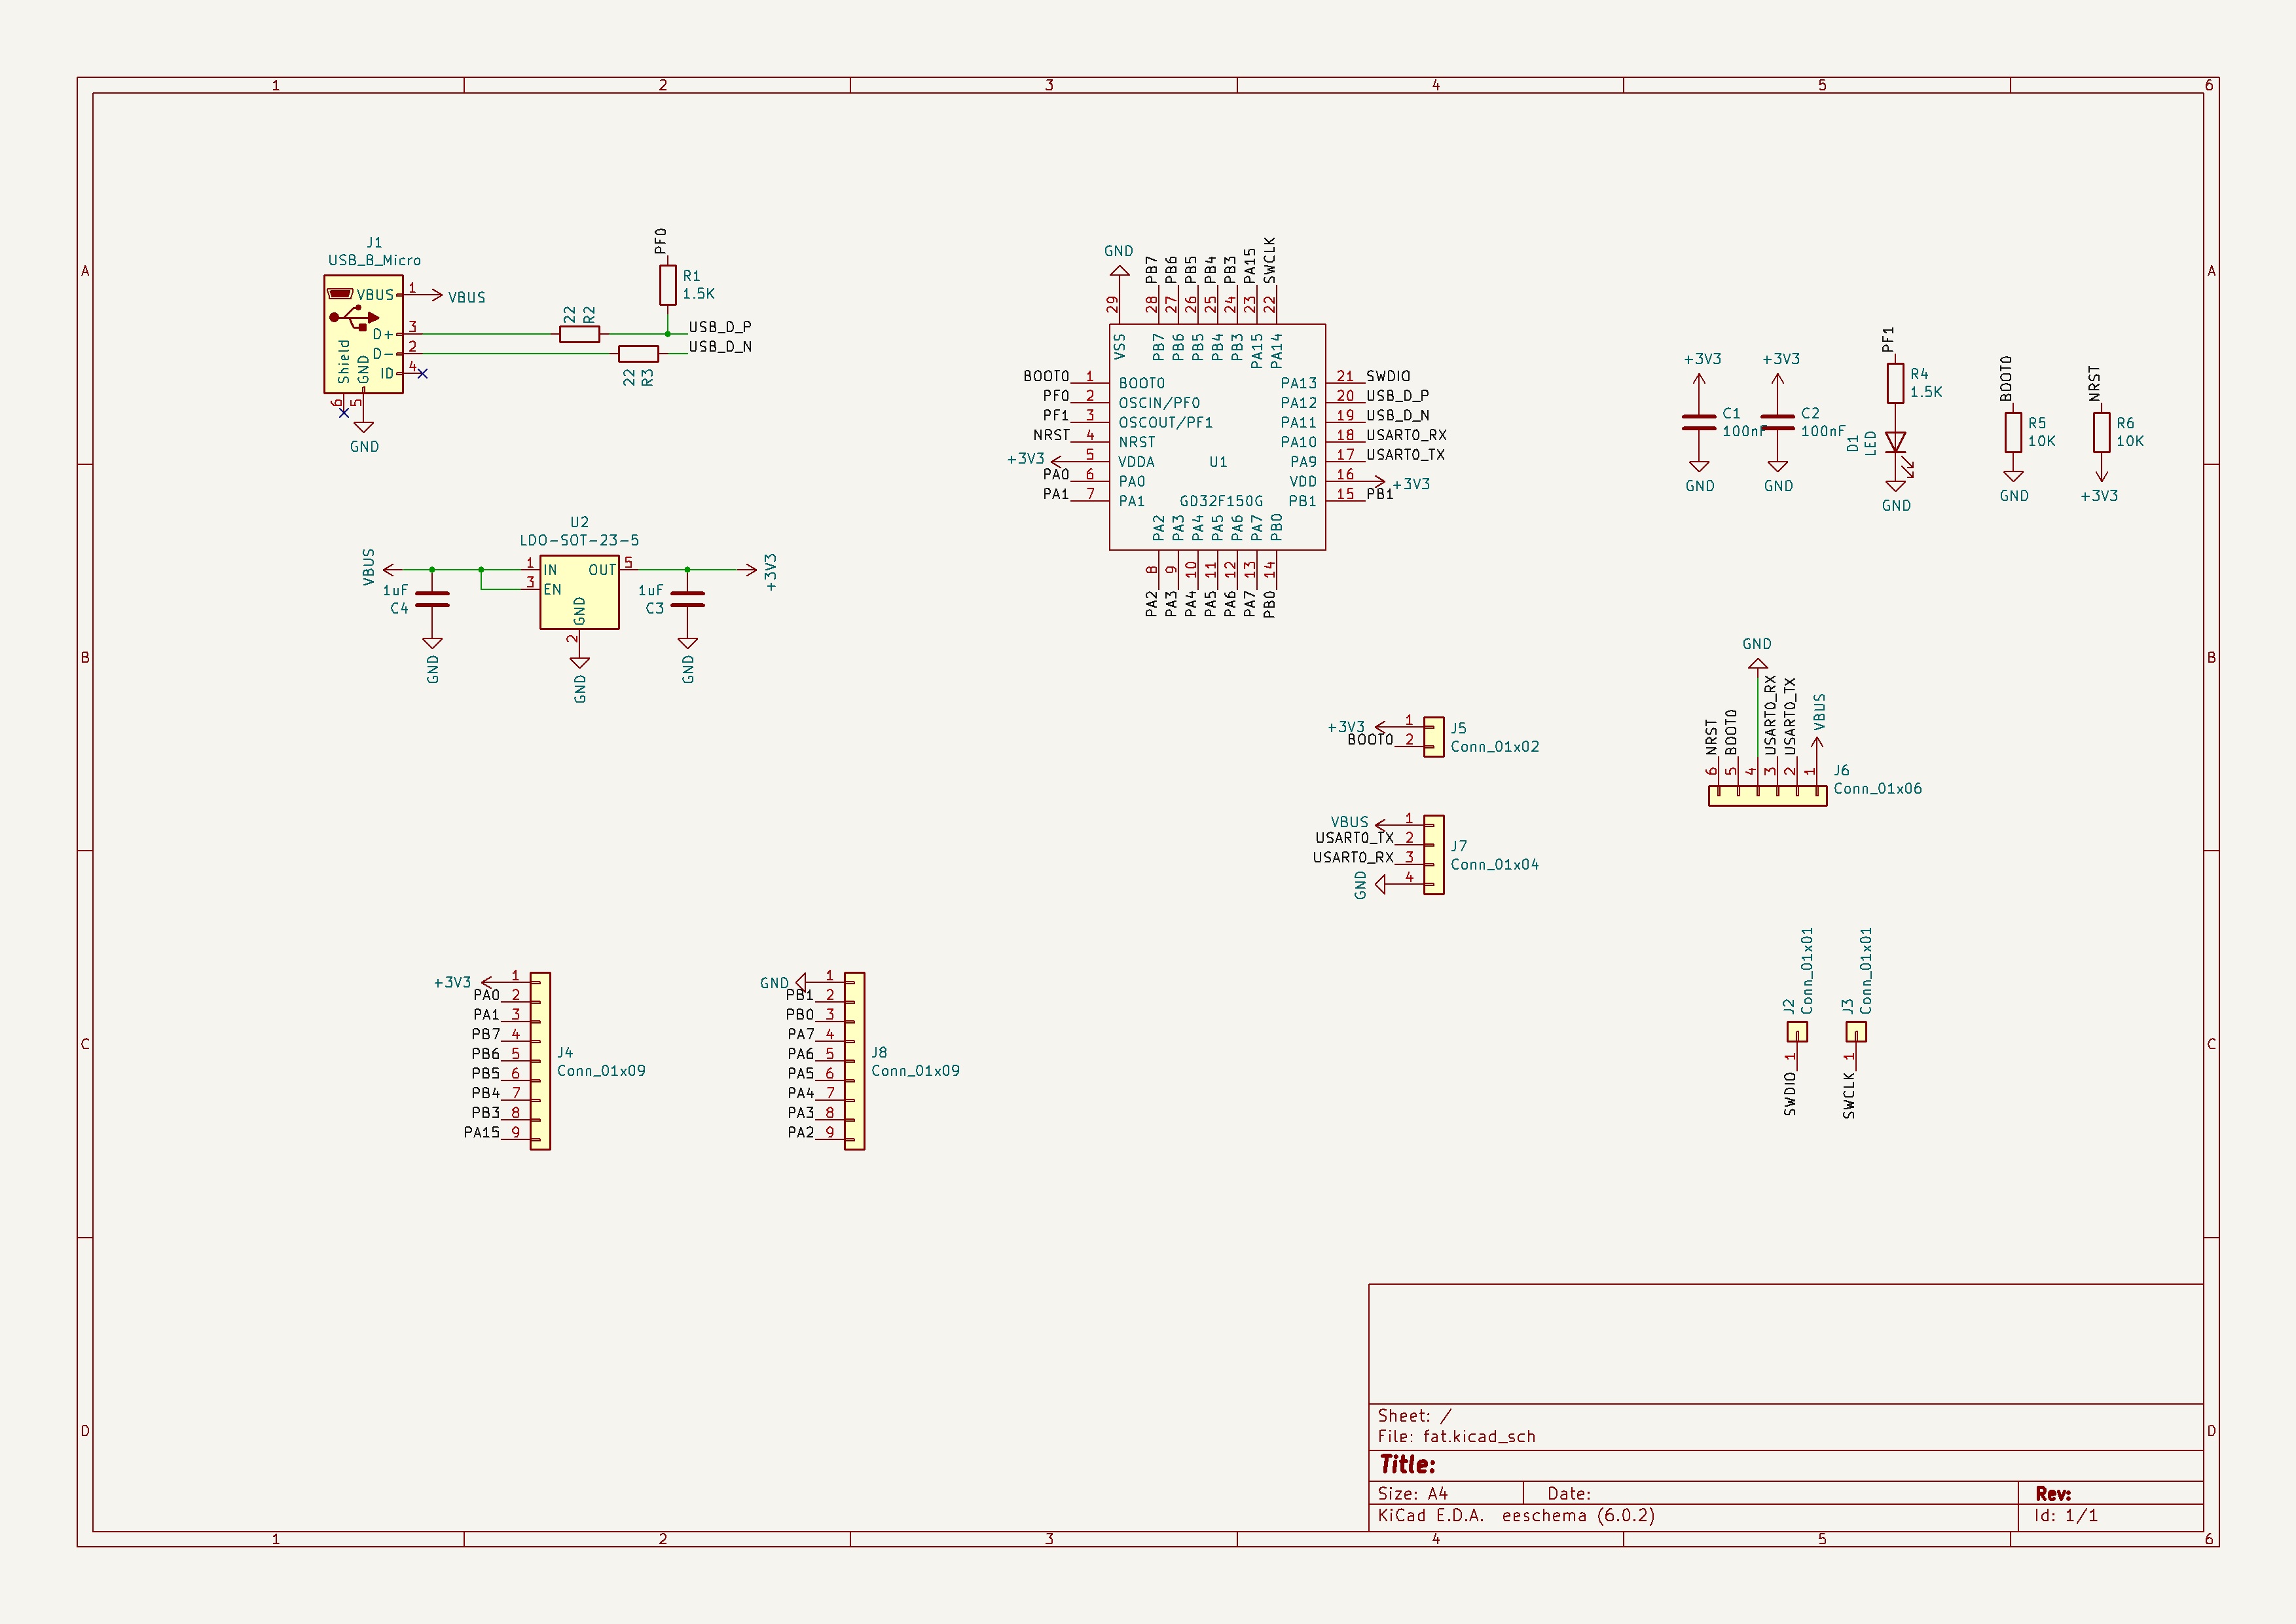 1 2 3 4 5 6
A A
B B
C C
D D
1 2 3 4 5 6
J1
USB_B_Micro
VBUS 1 VBUS
D+ 3
D- 2
ID 4
Shield 6
GND 5
GND
22 R2
22 R3
PF0
R1
1.5K
USB_D_P
USB_D_N
U2
LDO-SOT-23-5
VBUS
1 IN OUT 5
3 EN
GND 2
GND
+3V3
1uF
C4
GND
1uF
C3
GND
GND
29 VSS
PB7 28 PB7
PB6 27 PB6
PB5 26 PB5
PB4 25 PB4
PB3 24 PB3
PA15 23 PA15
SWCLK 22 PA14
BOOT0 1 BOOT0
PF0 2 OSCIN/PF0
PF1 3 OSCOUT/PF1
NRST 4 NRST
+3V3 5 VDDA
PA0 6 PA0
PA1 7 PA1
U1
GD32F150G
PA13 21 SWDIO
PA12 20 USB_D_P
PA11 19 USB_D_N
PA10 18 USART0_RX
PA9 17 USART0_TX
VDD 16 +3V3
PB1 15 PB1
PA2 8 PA2
PA3 9 PA3
PA4 10 PA4
PA5 11 PA5
PA6 12 PA6
PA7 13 PA7
PB0 14 PB0
+3V3
C1
100nF
GND
+3V3
C2
100nF
GND
PF1
R4
1.5K
D1
LED
GND
BOOT0
R5
10K
GND
NRST
R6
10K
+3V3
+3V3 1
BOOT0 2
J5
Conn_01x02
VBUS 1
USART0_TX 2
USART0_RX 3
GND 4
J7
Conn_01x04
GND
NRST 6
BOOT0 5
4
USART0_RX 3
USART0_TX 2
VBUS 1
J6
Conn_01x06
+3V3 1
PA0 2
PA1 3
PB7 4
PB6 5
PB5 6
PB4 7
PB3 8
PA15 9
J4
Conn_01x09
GND 1
PB1 2
PB0 3
PA7 4
PA6 5
PA5 6
PA4 7
PA3 8
PA2 9
J8
Conn_01x09
J2
Conn_01x01
1
SWDIO
J3
Conn_01x01
1
SWCLK
Sheet: /
File: fat.kicad_sch
Title:
Size: A4 Date: Rev:
KiCad E.D.A. eeschema (6.0.2) Id: 1/1